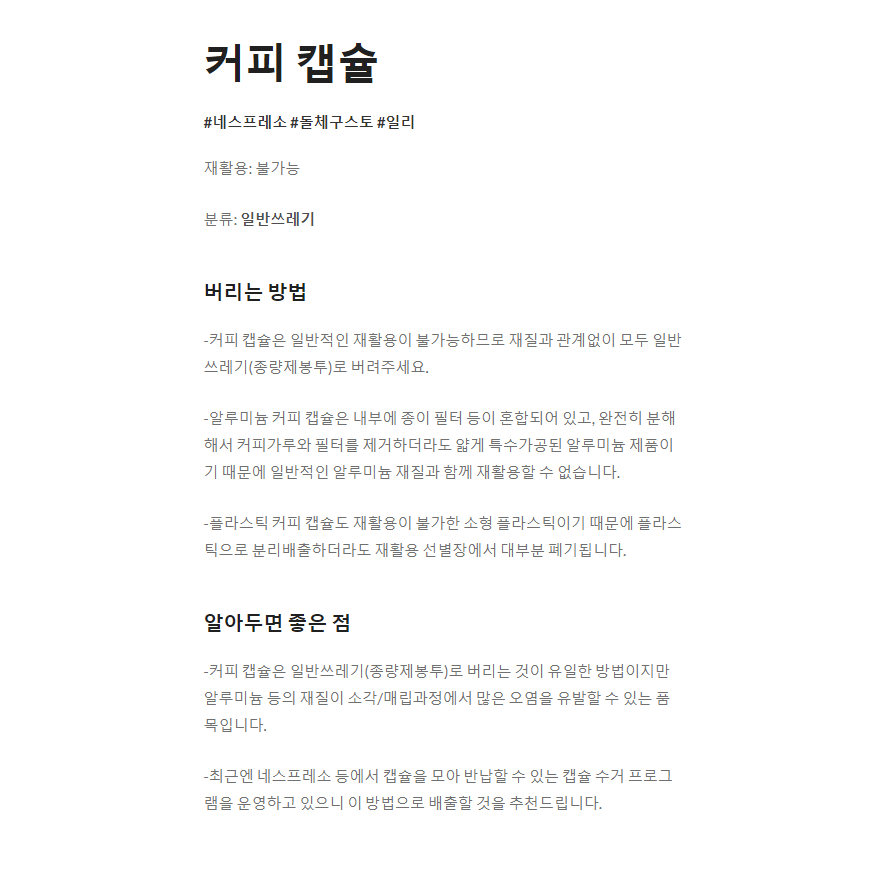 커피 캡슐
#네스프레소 #돌체구스토 #일리
재활용: 불가능
분류: 일반쓰레기
버리는 방법
-커피 캡슐은 일반적인 재활용이 불가능하므로 재질과 관계없이 모두 일반
쓰레기(종량제봉투)로 버려주세요.
-알루미늄 커피 캡슐은 내부에 종이 필터 등이 혼합되어 있고, 완전히 분해
해서 커피가루와 필터를 제거하더라도 얇게 특수가공된 알루미늄 제품이
기 때문에 일반적인 알루미늄 재질과 함께 재활용할 수 없습니다.
-플라스틱 커피 캡슐도 재활용이 불가한 소형 플라스틱이기 때문에 플라스
틱으로 분리배출하더라도 재활용 선별장에서 대부분 폐기됩니다.
알아두면 좋은 점
-커피 캡슐은 일반쓰레기(종량제봉투)로 버리는 것이 유일한 방법이지만
알루미늄 등의 재질이 소각/매립과정에서 많은 오염을 유발할 수 있는 품
목입니다.
-최근엔 네스프레소 등에서 캡슐을 모아 반납할 수 있는 캡슐 수거 프로그
램을 운영하고 있으니 이 방법으로 배출할 것을 추천드립니다.